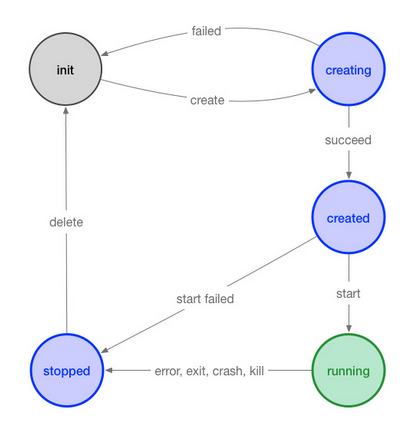 failed
init
creating
create
succeed
created
delete
start failed
start
stopped
error, exit, crash, kill
running